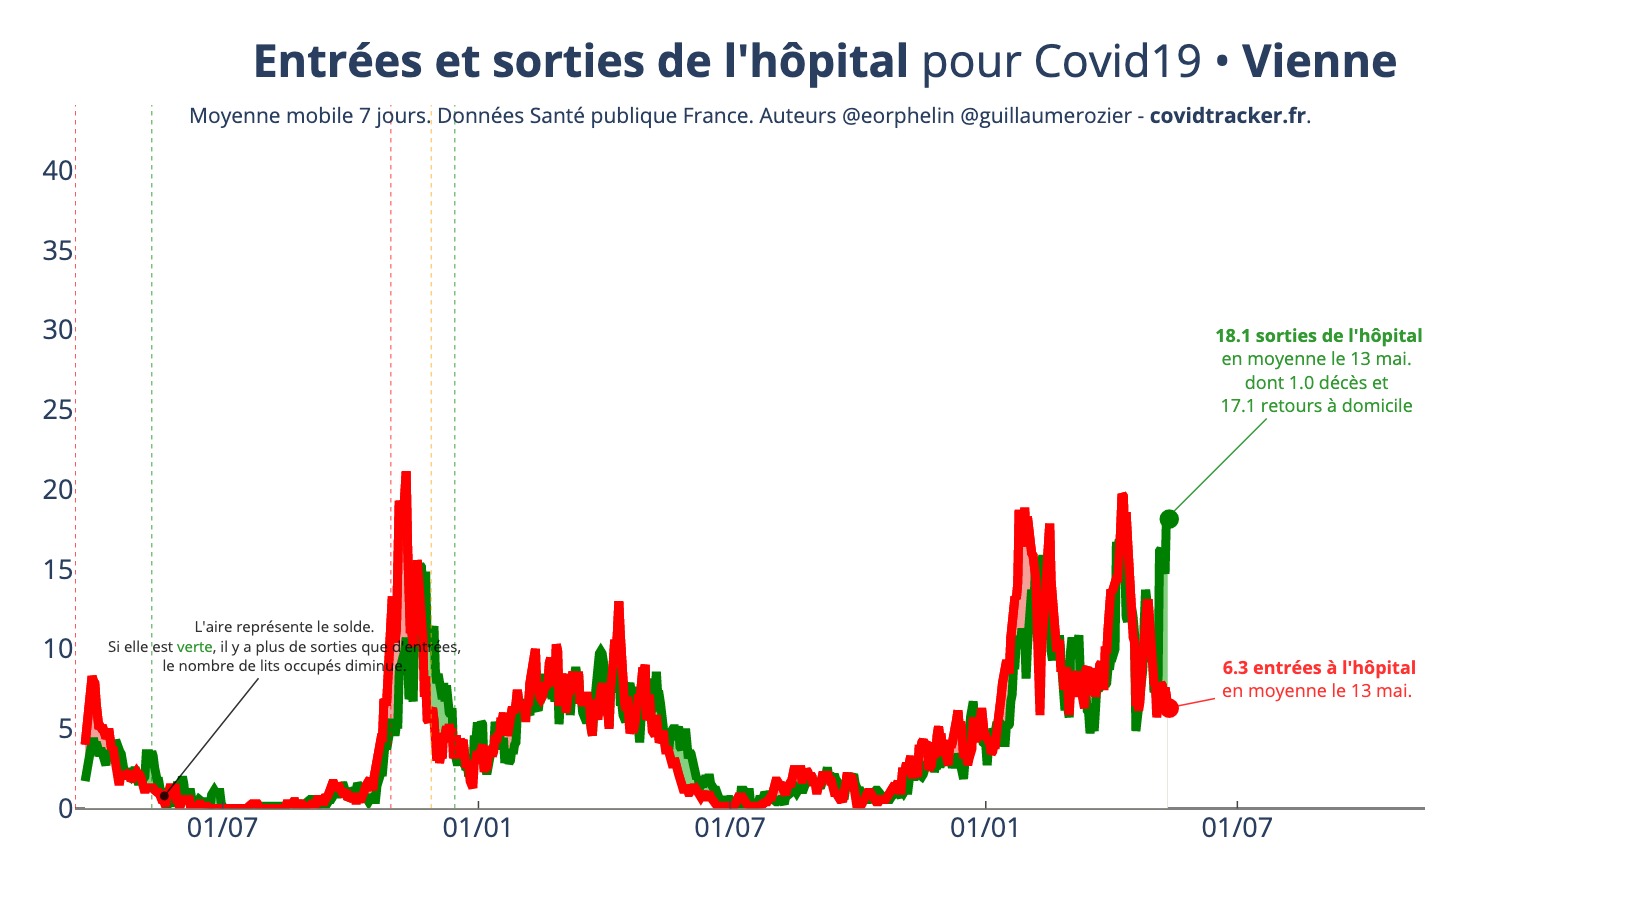 Entrées et sorties de l'hôpital pour Covid19 • Vienne
Moyenne mobile 7 jours. Données Santé publique France. Auteurs @eorphelin @guillaumerozier - covidtracker.fr.
40
35
30
25
20
15
10
5
0
18.1 sorties de l'hôpital
en moyenne le 13 mai.
dont 1.0 décès et
17.1 retours à domicile
L'aire représente le solde.
Si elle est verte, il y a plus de sorties que d'entrées,
le nombre de lits occupés diminue.
6.3 entrées à l'hôpital
en moyenne le 13 mai.
01/07 01/01 01/07 01/01 01/07